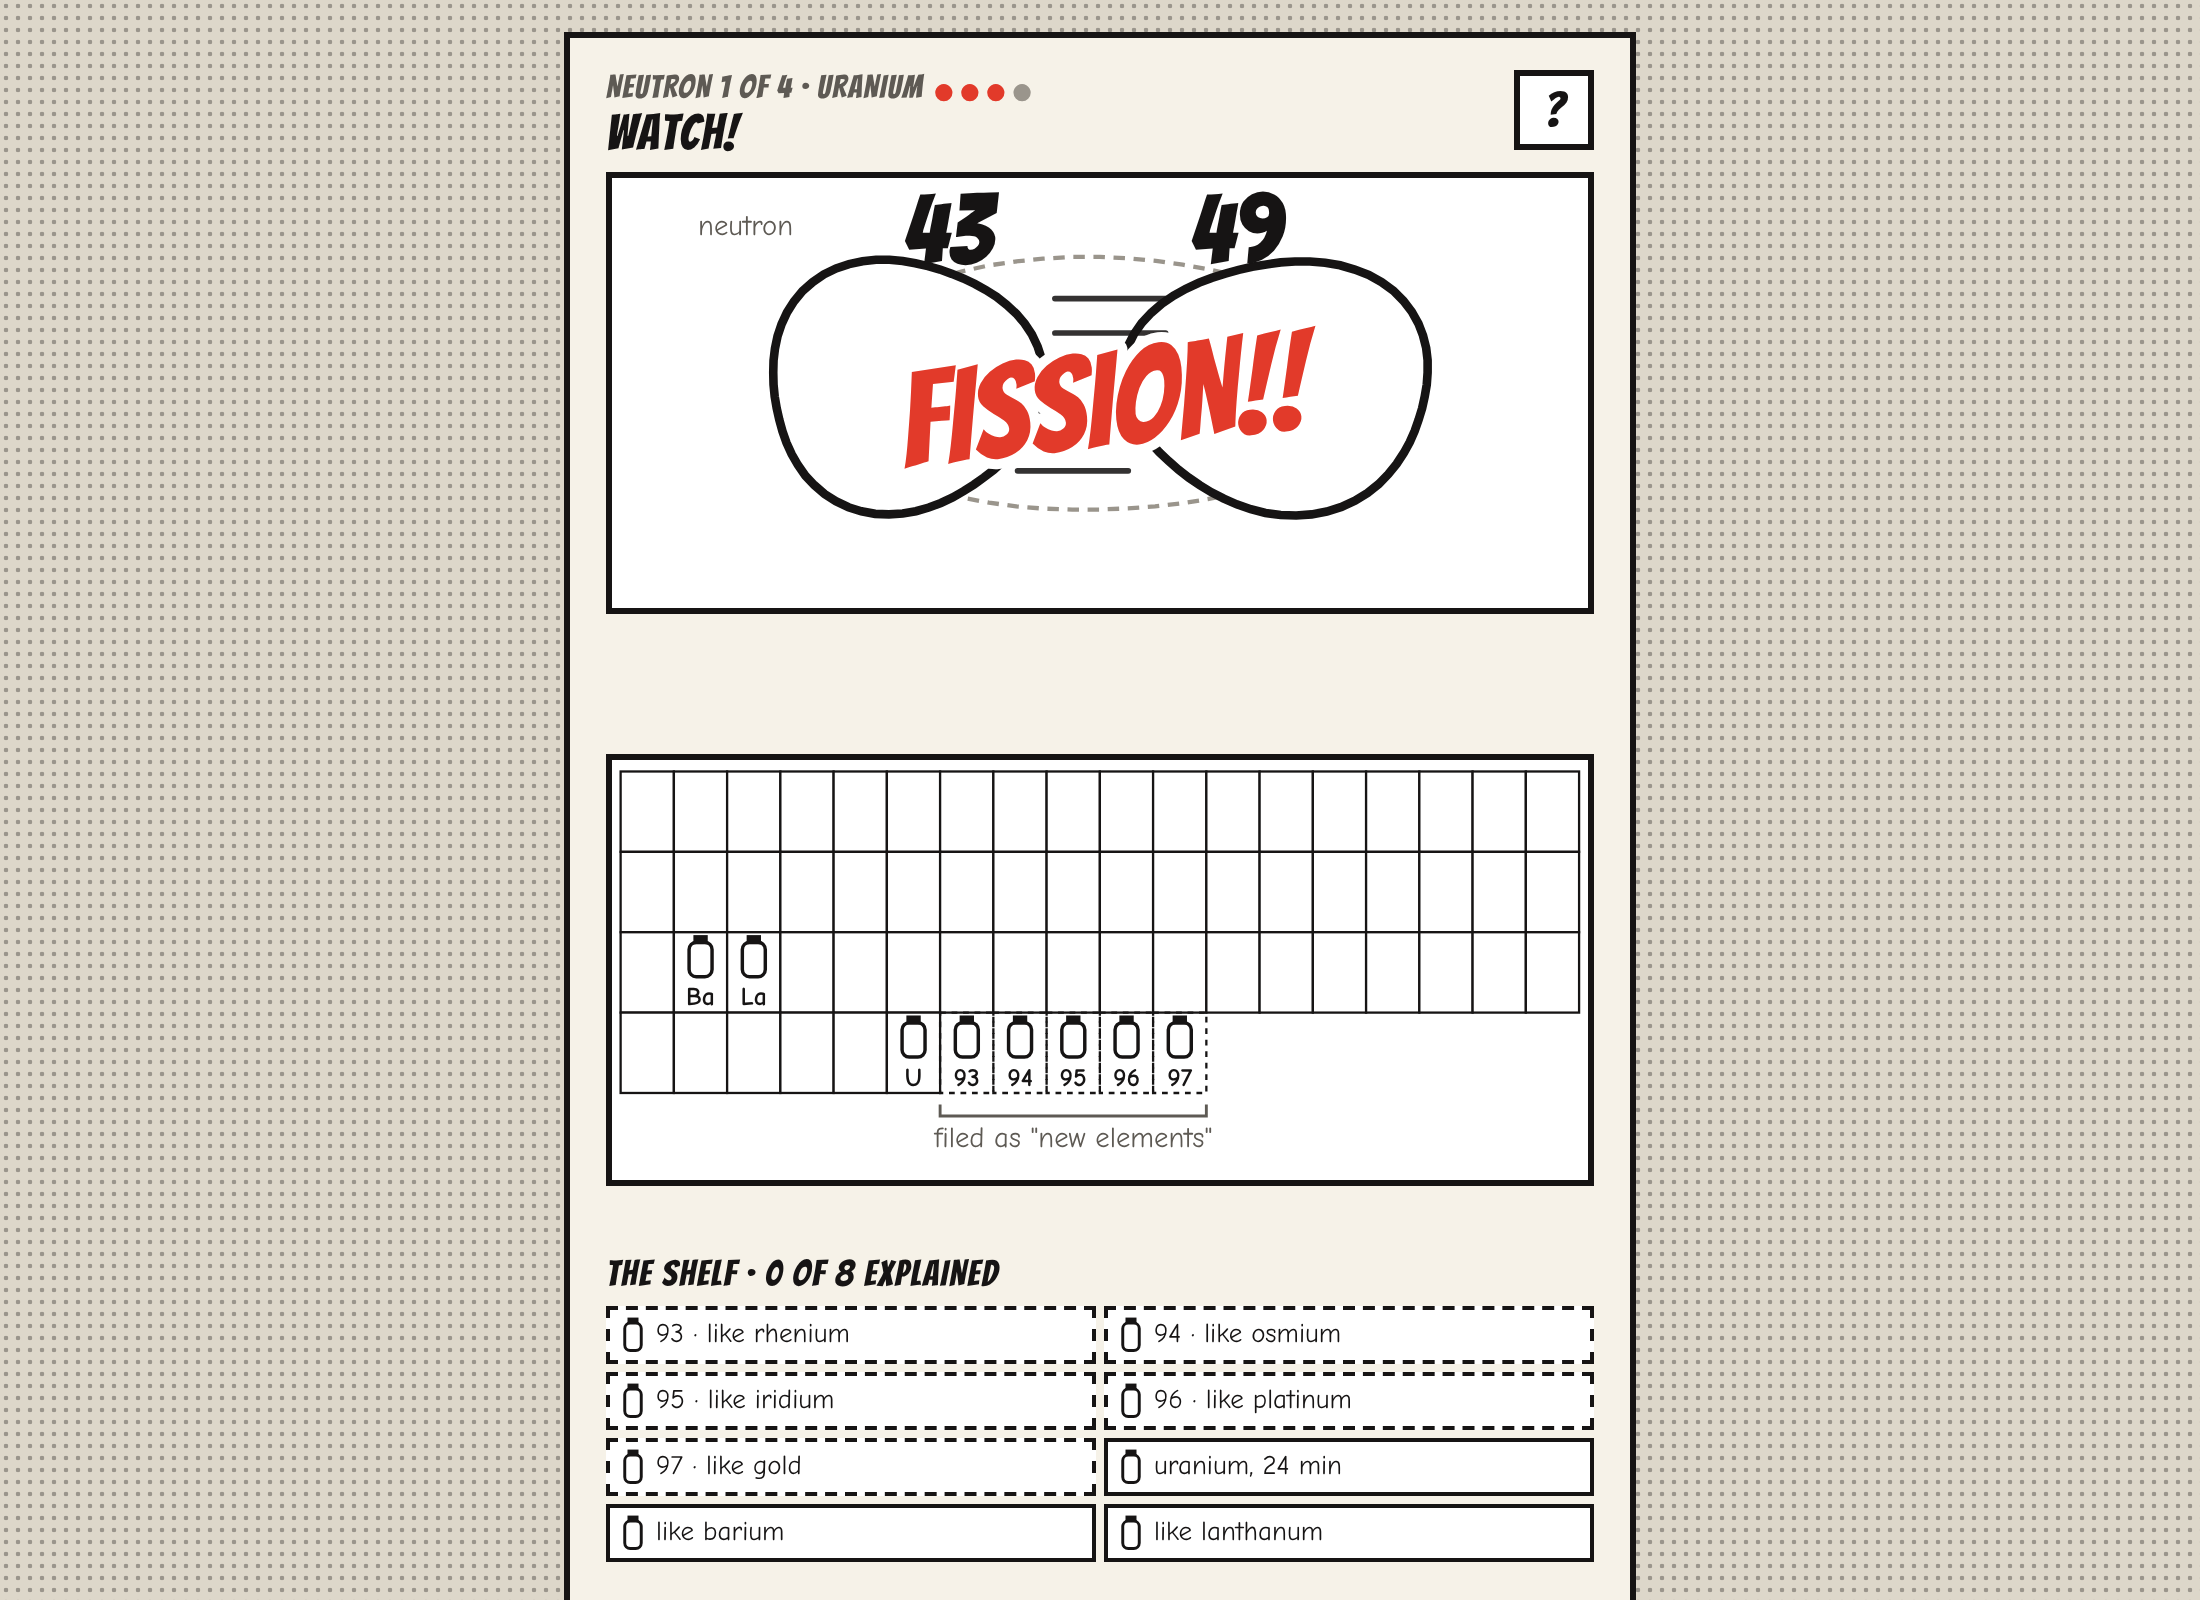 NEUTRON 1 OF 4 · URANIUM
WATCH!
?
neutron
43
49
FISSION!!
Ba
La
U
93
94
95
96
97
filed as "new elements"
THE SHELF · 0 OF 8 EXPLAINED
93 · like rhenium
94 · like osmium
95 · like iridium
96 · like platinum
97 · like gold
uranium, 24 min
like barium
like lanthanum